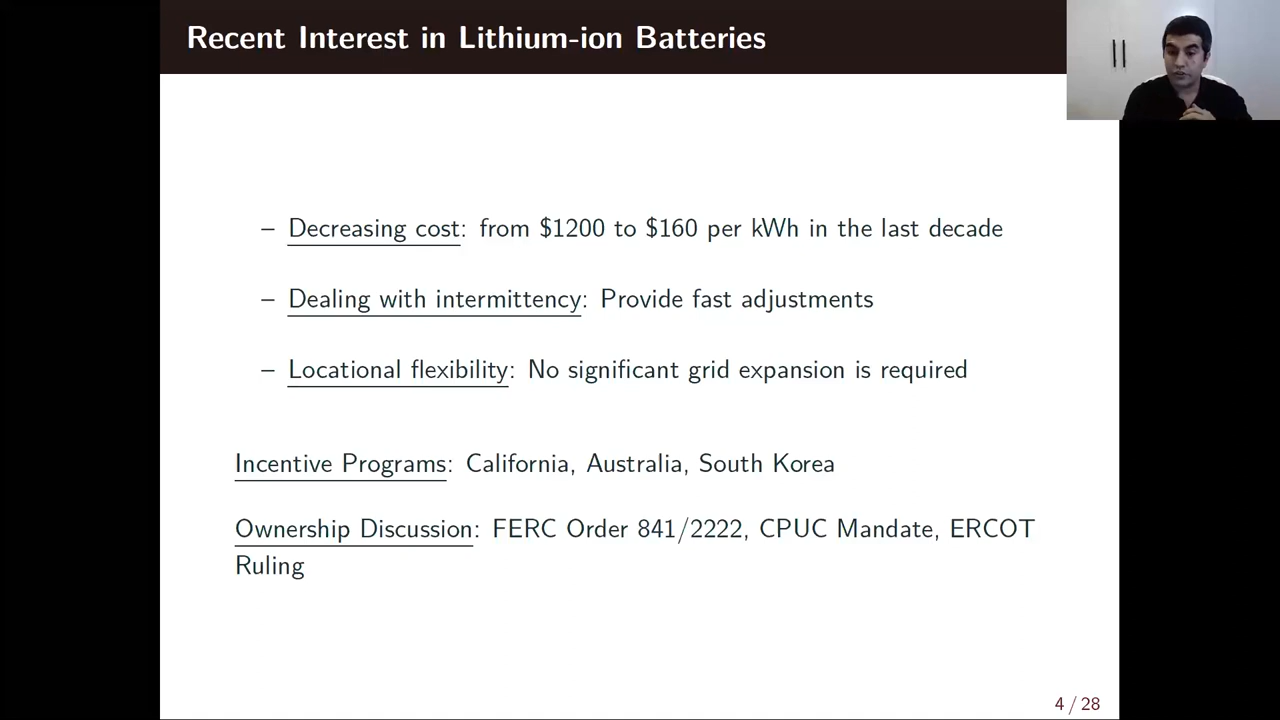 Recent Interest in Lithium-ion Batteries
– Decreasing cost: from $1200 to $160 per kWh in the last decade
– Dealing with intermittency: Provide fast adjustments
– Locational flexibility: No significant grid expansion is required
Incentive Programs: California, Australia, South Korea
Ownership Discussion: FERC Order 841/2222, CPUC Mandate, ERCOT
Ruling
4 / 28